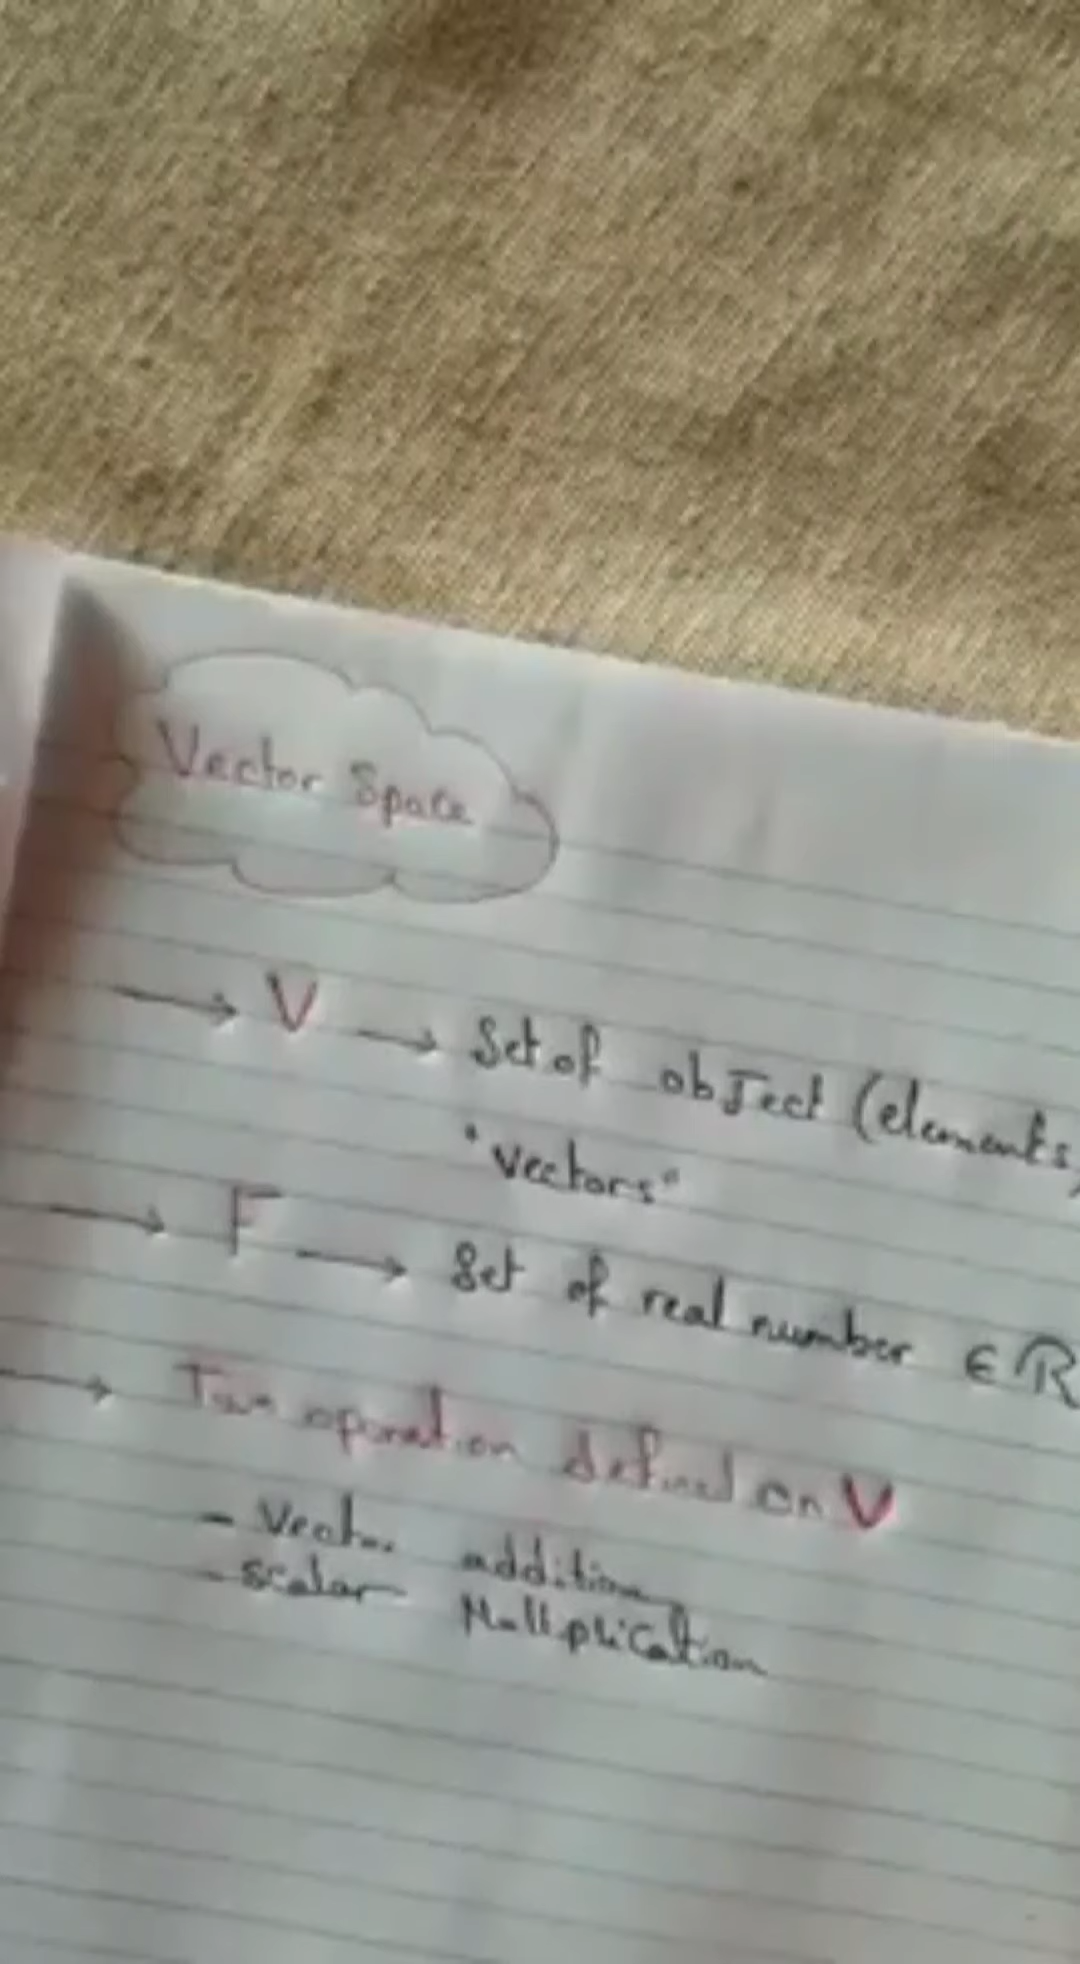 Vector Space
→ V → Set of object (elements)
"vectors"
→ F → Set of real number ∈ ℝ
→ Two operation defined on V
- Vector addition
- scalar Multiplication